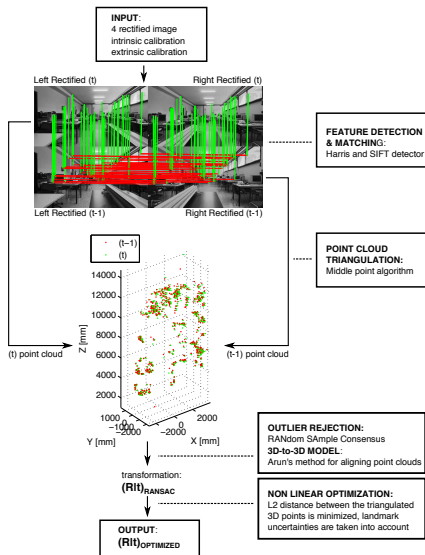 INPUT:
4 rectified image
intrinsic calibration
extrinsic calibration
Left Rectified (t)
Right Rectified (t)
Left Rectified (t-1)
Right Rectified (t-1)
FEATURE DETECTION
& MATCHING:
Harris and SIFT detector
POINT CLOUD
TRIANGULATION:
Middle point algorithm
(t−1)
(t)
14000
12000
10000
8000
6000
4000
2000
Z [mm]
1000
0
−1000
−2000
Y [mm]
−2000
0
2000
X [mm]
(t) point cloud
(t-1) point cloud
OUTLIER REJECTION:
RANdom SAmple Consensus
3D-to-3D MODEL:
Arun's method for aligning point clouds
transformation:
(R|t)RANSAC
NON LINEAR OPTIMIZATION:
L2 distance between the triangulated
3D points is minimized, landmark
uncertainties are taken into account
OUTPUT:
(R|t)OPTIMIZED